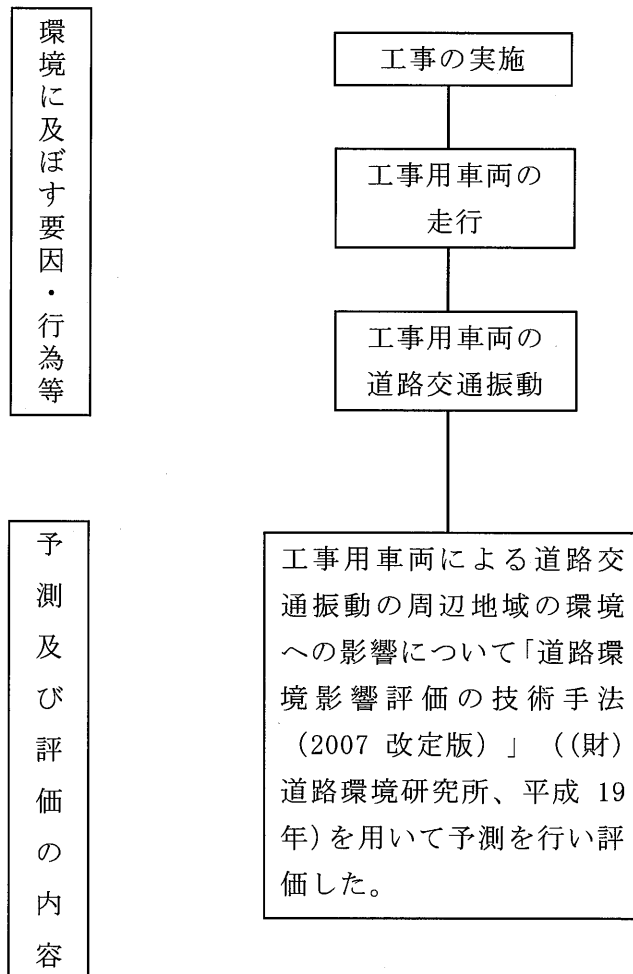 環境に及ぼす要因・行為等
工事の実施
工事用車両の
走行
工事用車両の
道路交通振動
予測及び評価の内容
工事用車両による道路交
通振動の周辺地域の環境
への影響について「道路環
境影響評価の技術手法
（2007 改定版）」（(財)
道路環境研究所、平成 19
年)を用いて予測を行い評
価した。